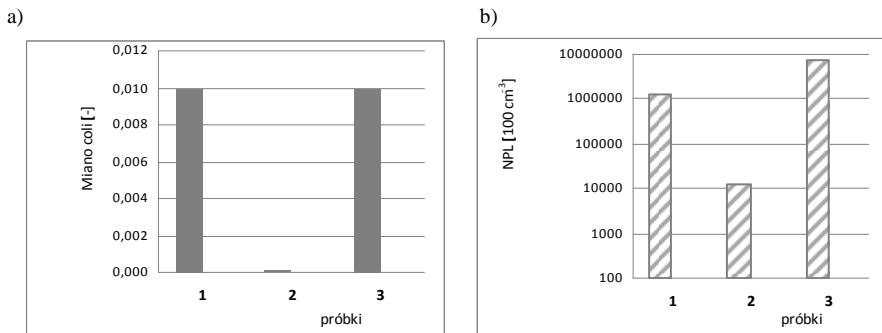 a)
Miano coli [-]
0,012
0,010
0,008
0,006
0,004
0,002
0,000
1 2 3
próbki
b)
NPL [100 cm⁻³]
10000000
1000000
100000
10000
1000
100
1 2 3
próbki